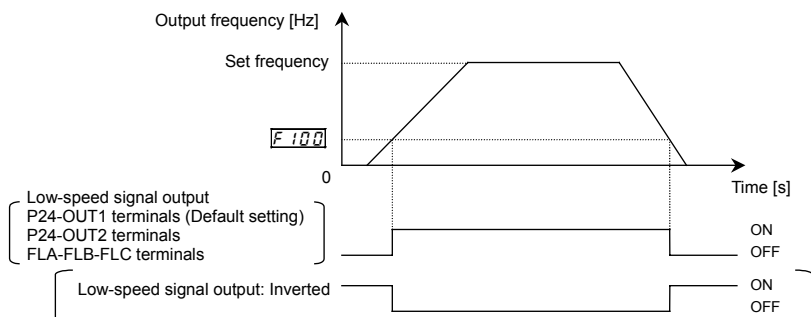 Output frequency [Hz]
Set frequency
F 100
0
Time [s]
Low-speed signal output
P24-OUT1 terminals (Default setting)
P24-OUT2 terminals
FLA-FLB-FLC terminals
ON
OFF
Low-speed signal output: Inverted
ON
OFF